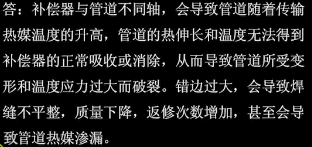 答：补偿器与管道不同轴，会导致管道随着传输
热媒温度的升高，管道的热伸长和温度无法得到
补偿器的正常吸收或消除，从而导致管道所受变
形和温度应力过大而破裂。错边过大，会导致焊
缝不平整，质量下降，返修次数增加，甚至会导
致管道热媒渗漏。